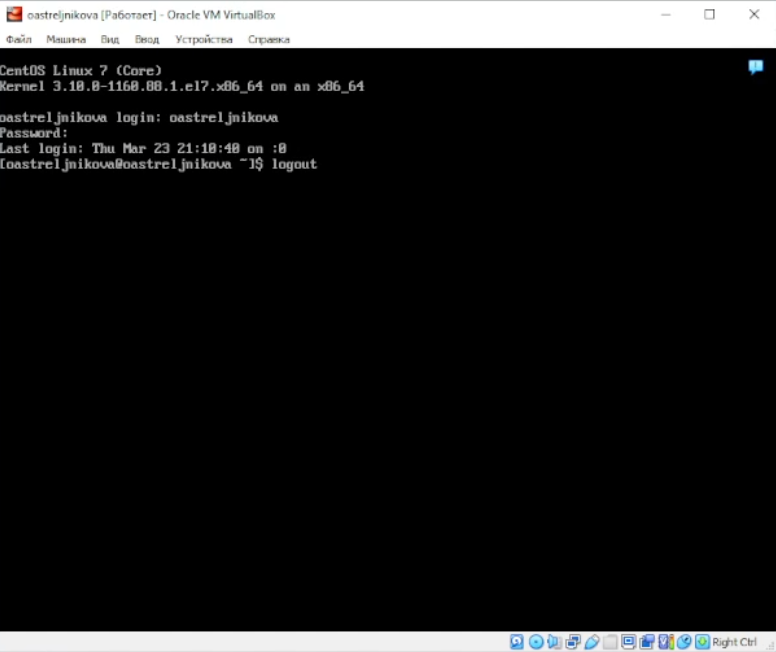 oastreljnikova [Работает] - Oracle VM VirtualBox
Файл Машина Вид Ввод Устройства Справка
CentOS Linux 7 (Core)
Kernel 3.10.0-1160.88.1.el7.x86_64 on an x86_64
oastreljnikova login: oastreljnikova
Password:
Last login: Thu Mar 23 21:10:40 on :0
[oastreljnikova@oastreljnikova ~]$ logout
Right Ctrl